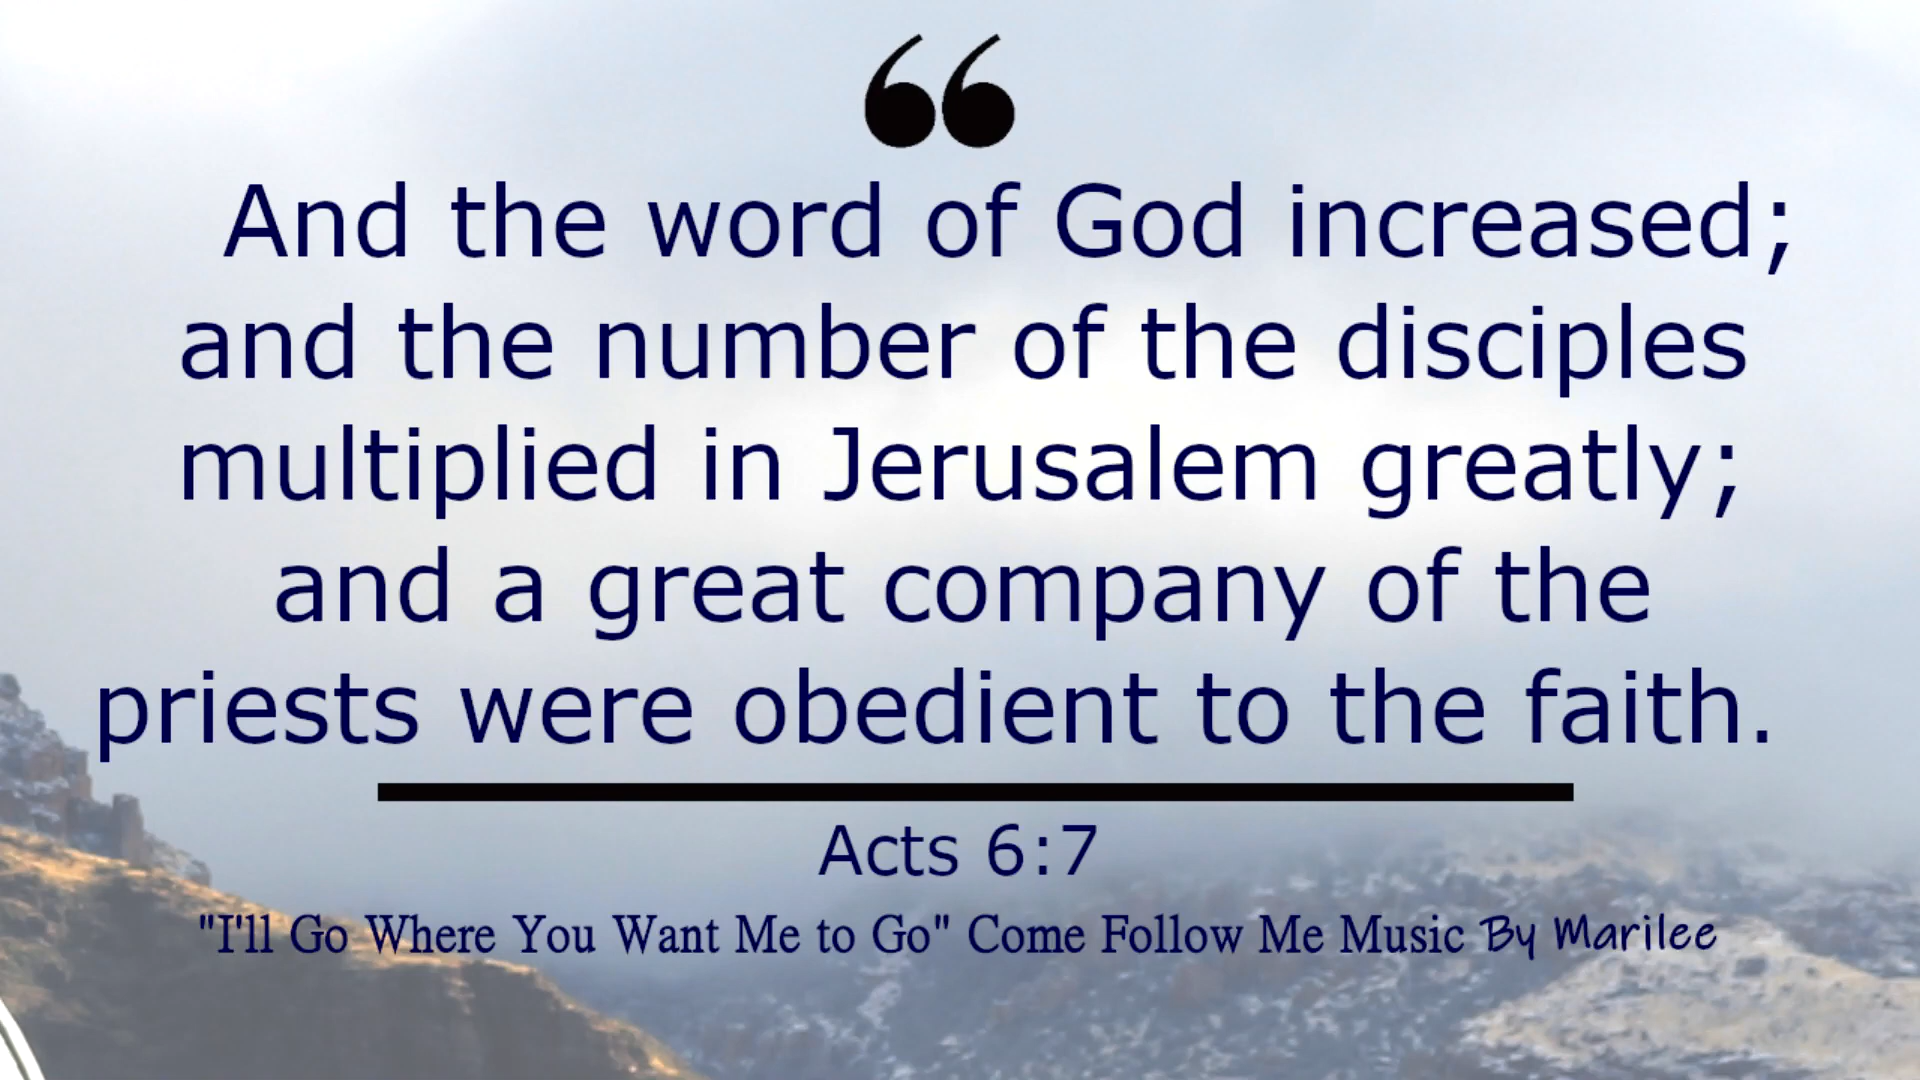 “
And the word of God increased;
and the number of the disciples
multiplied in Jerusalem greatly;
and a great company of the
priests were obedient to the faith.
Acts 6:7
"I'll Go Where You Want Me to Go" Come Follow Me Music By Marilee